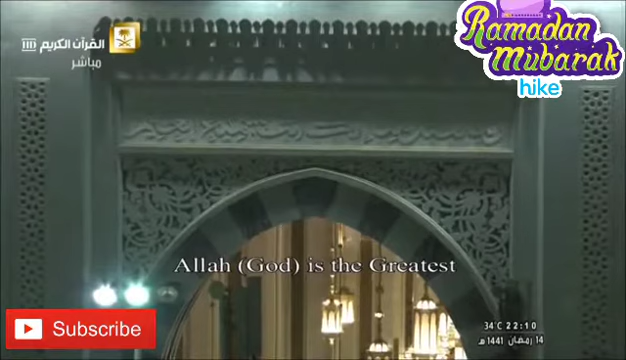 القرآن الكريم
مباشر
Ramadan
Mubarak
hike
Allah (God) is the Greatest
Subscribe
34°C 22:10
14 رمضان 1441 هـ